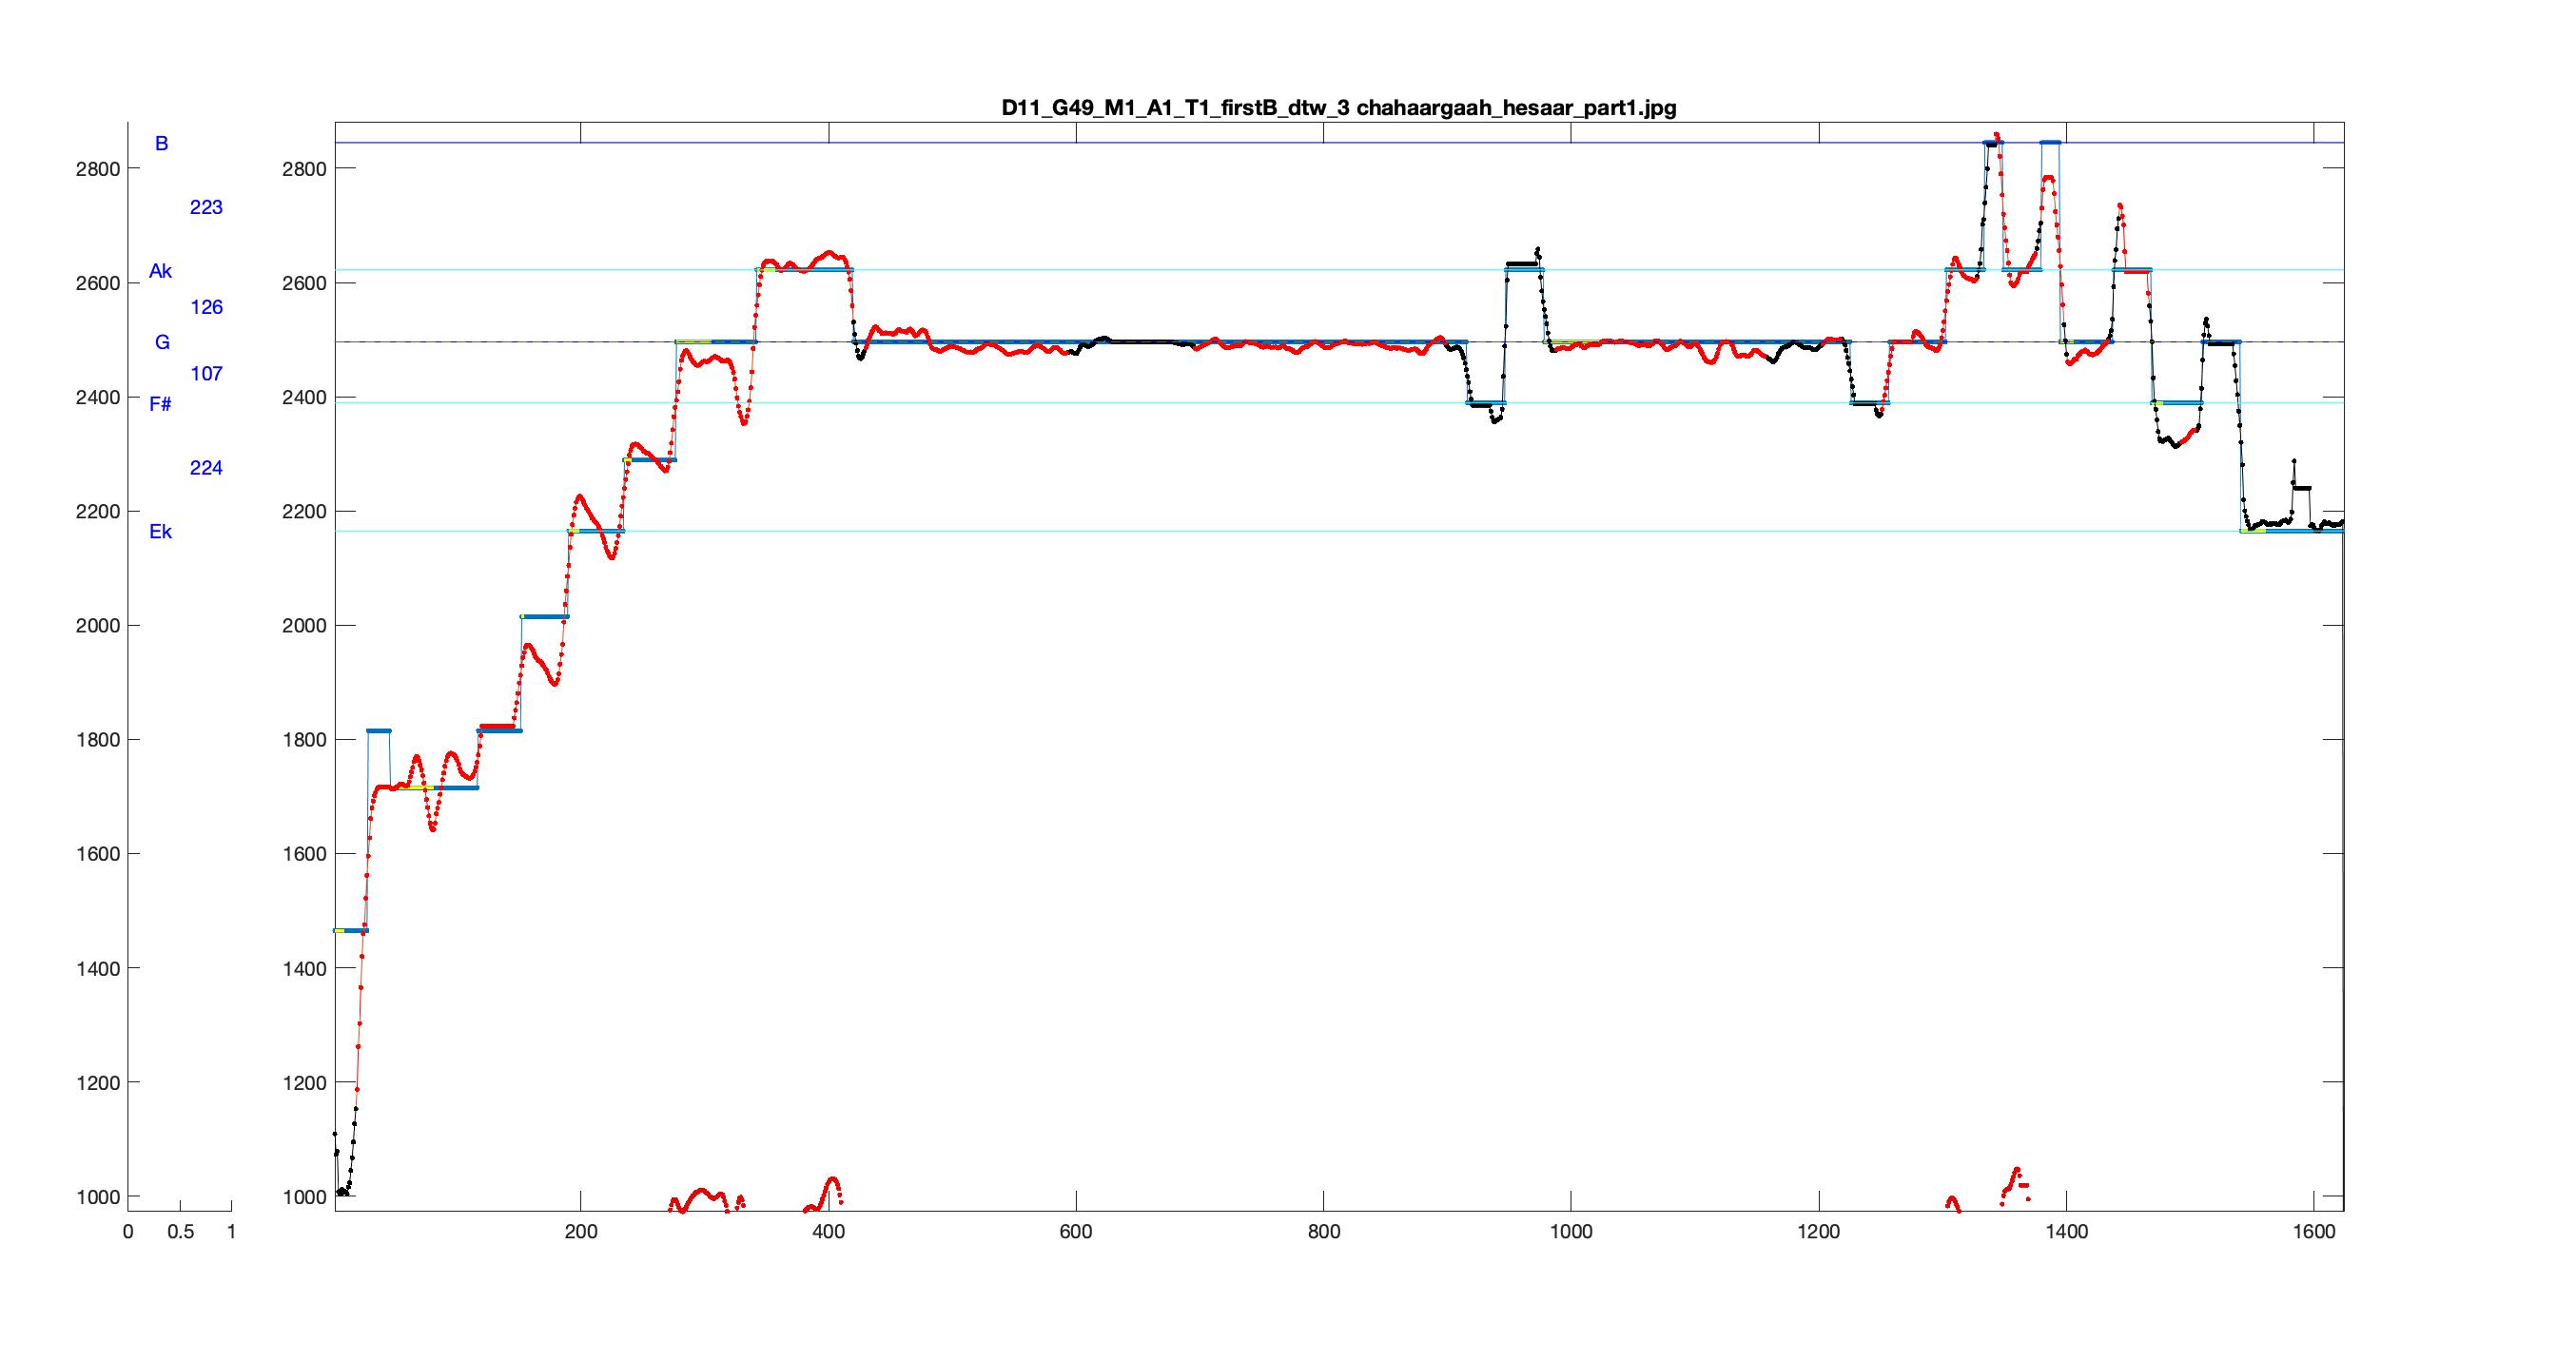 D11_G49_M1_A1_T1_firstB_dtw_3 chahaargaah_hesaar_part1.jpg
B
2800 2800
223
Ak
2600 2600
126
G
107
2400 F# 2400
224
2200 2200
Ek
2000 2000
1800 1800
1600 1600
1400 1400
1200 1200
1000 1000
0 0.5 1 200 400 600 800 1000 1200 1400 1600